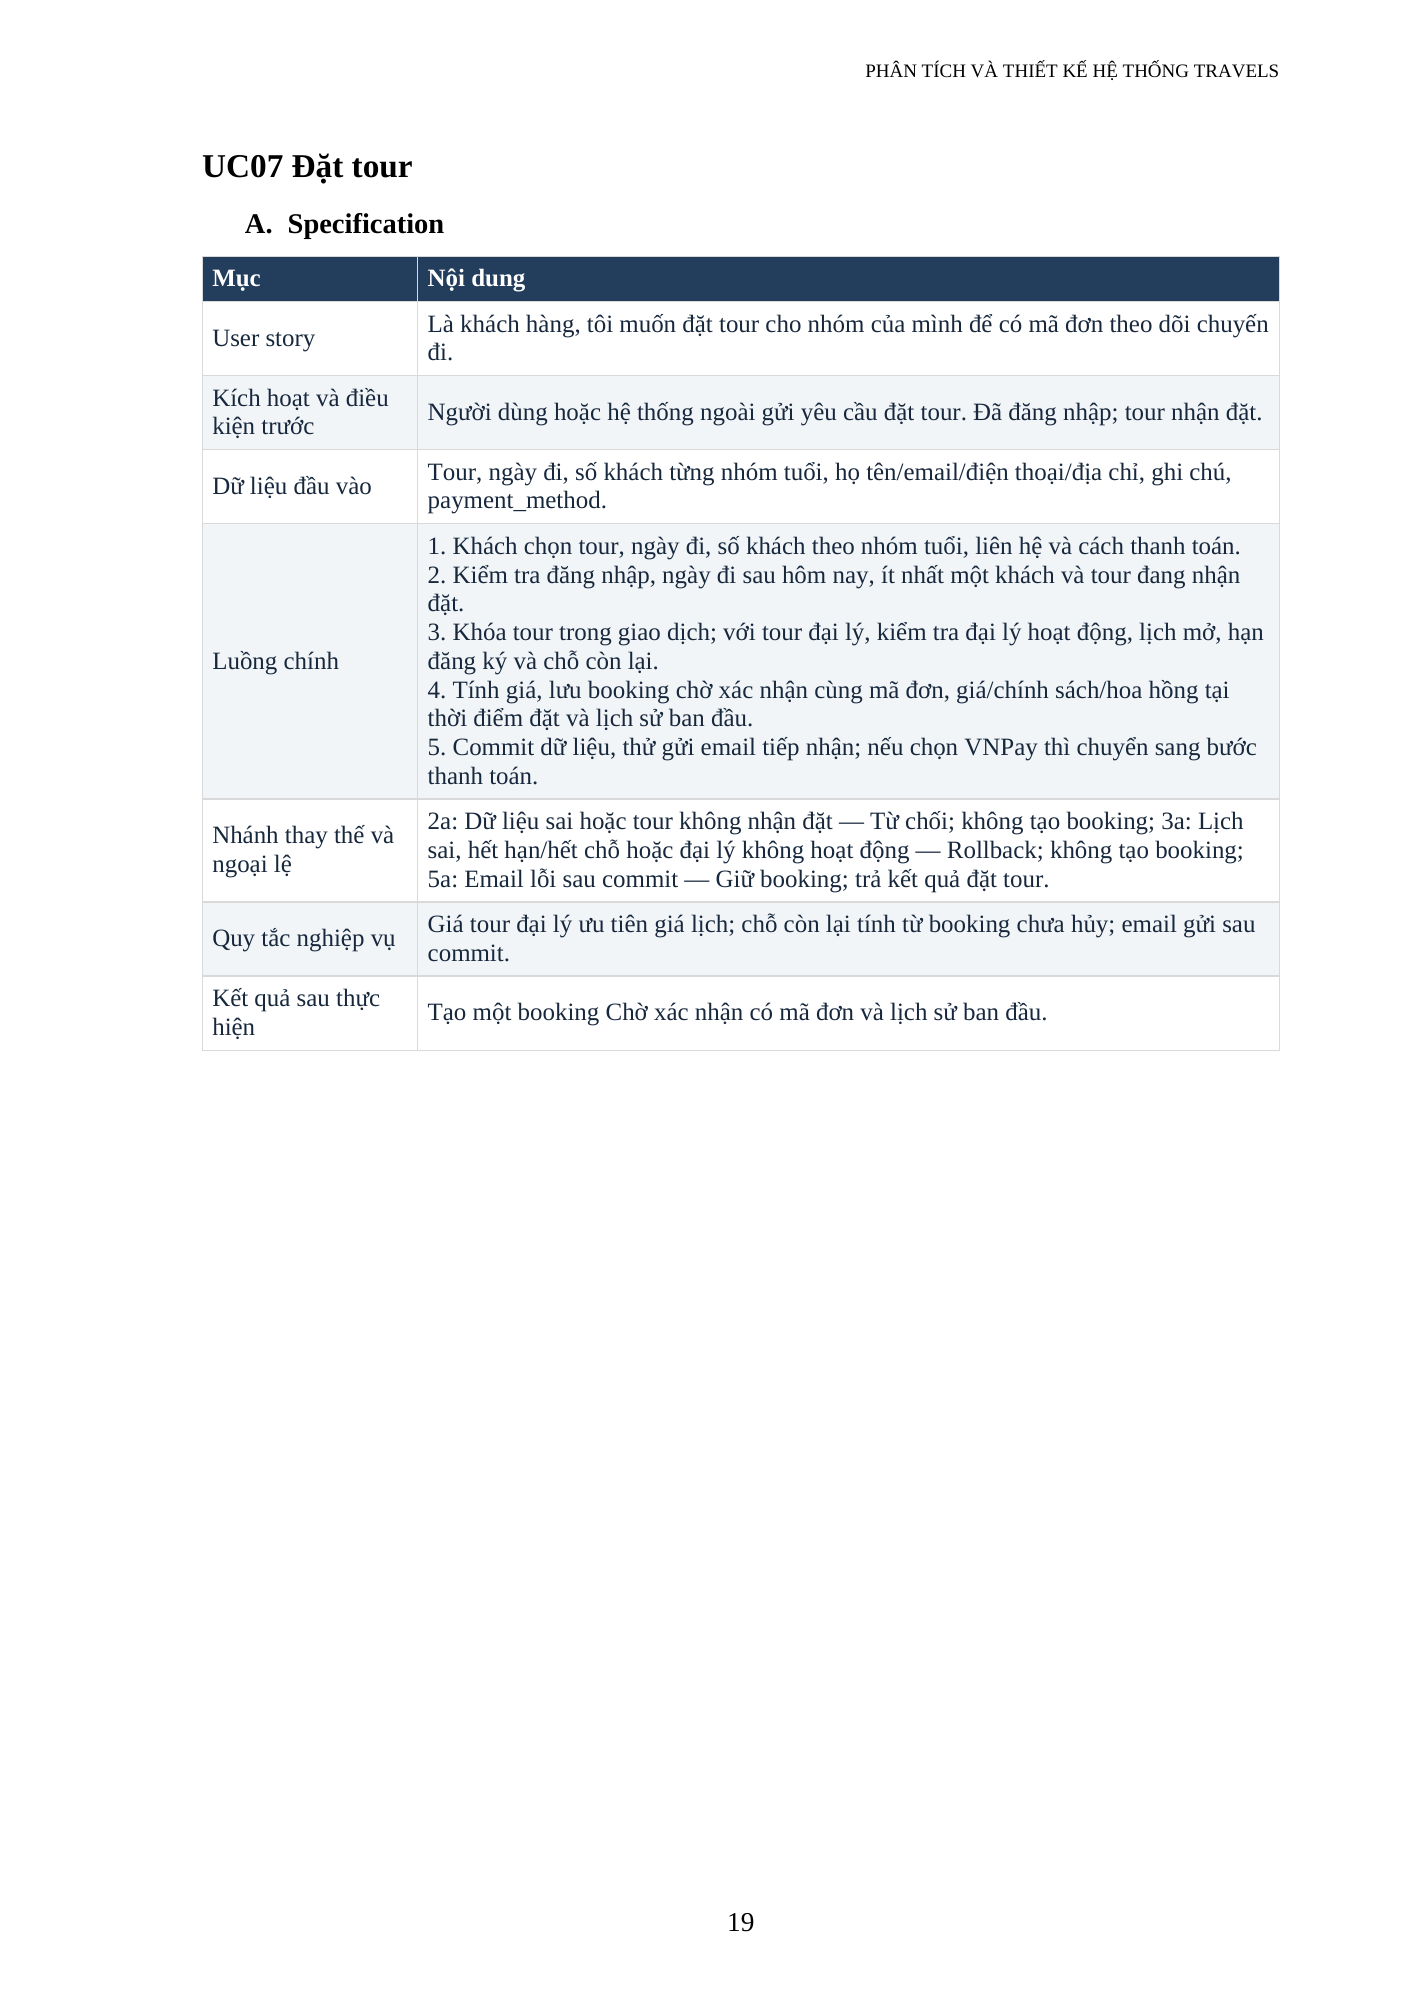 PHÂN TÍCH VÀ THIẾT KẾ HỆ THỐNG TRAVELS
UC07 Đặt tour
A. Specification
Mục
Nội dung
User story
Là khách hàng, tôi muốn đặt tour cho nhóm của mình để có mã đơn theo dõi chuyến
đi.
Kích hoạt và điều
kiện trước
Người dùng hoặc hệ thống ngoài gửi yêu cầu đặt tour. Đã đăng nhập; tour nhận đặt.
Dữ liệu đầu vào
Tour, ngày đi, số khách từng nhóm tuổi, họ tên/email/điện thoại/địa chỉ, ghi chú,
payment_method.
Luồng chính
1. Khách chọn tour, ngày đi, số khách theo nhóm tuổi, liên hệ và cách thanh toán.
2. Kiểm tra đăng nhập, ngày đi sau hôm nay, ít nhất một khách và tour đang nhận
đặt.
3. Khóa tour trong giao dịch; với tour đại lý, kiểm tra đại lý hoạt động, lịch mở, hạn
đăng ký và chỗ còn lại.
4. Tính giá, lưu booking chờ xác nhận cùng mã đơn, giá/chính sách/hoa hồng tại
thời điểm đặt và lịch sử ban đầu.
5. Commit dữ liệu, thử gửi email tiếp nhận; nếu chọn VNPay thì chuyển sang bước
thanh toán.
Nhánh thay thế và
ngoại lệ
2a: Dữ liệu sai hoặc tour không nhận đặt — Từ chối; không tạo booking; 3a: Lịch
sai, hết hạn/hết chỗ hoặc đại lý không hoạt động — Rollback; không tạo booking;
5a: Email lỗi sau commit — Giữ booking; trả kết quả đặt tour.
Quy tắc nghiệp vụ
Giá tour đại lý ưu tiên giá lịch; chỗ còn lại tính từ booking chưa hủy; email gửi sau
commit.
Kết quả sau thực
hiện
Tạo một booking Chờ xác nhận có mã đơn và lịch sử ban đầu.
19